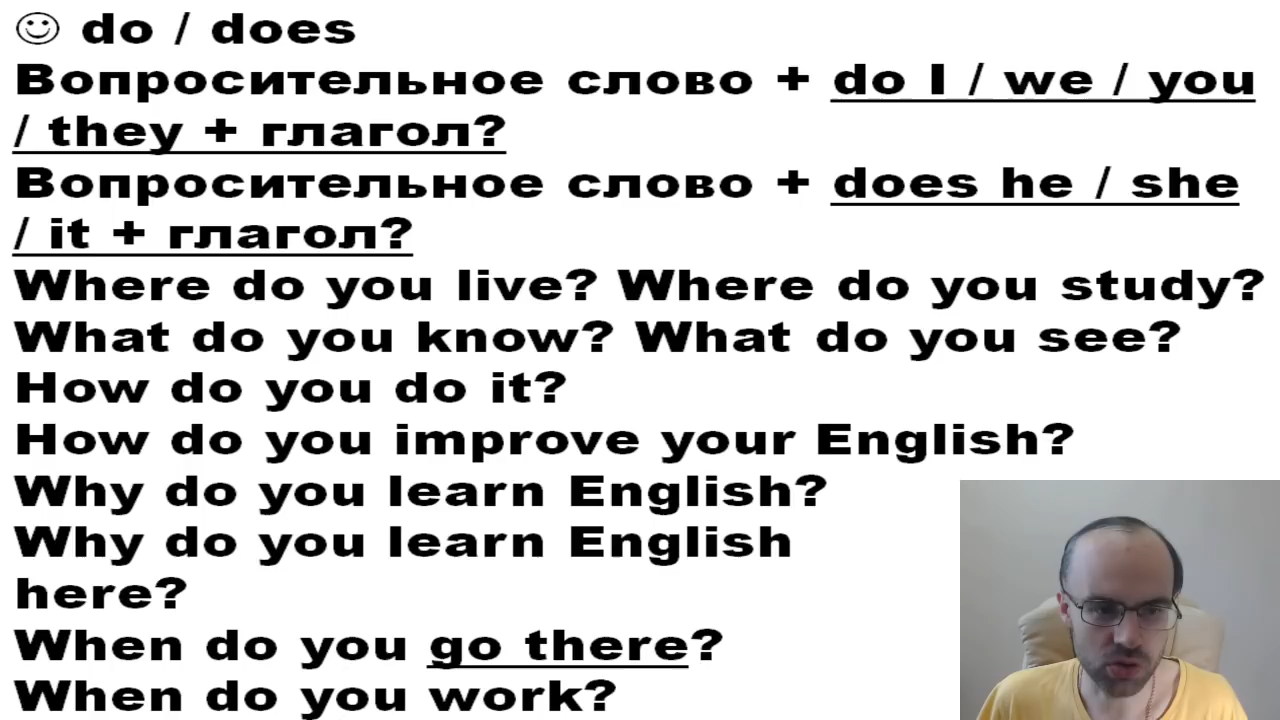 ☺ do / does
Вопросительное слово + do I / we / you
/ they + глагол?
Вопросительное слово + does he / she
/ it + глагол?
Where do you live? Where do you study?
What do you know? What do you see?
How do you do it?
How do you improve your English?
Why do you learn English?
Why do you learn English
here?
When do you go there?
When do you work?